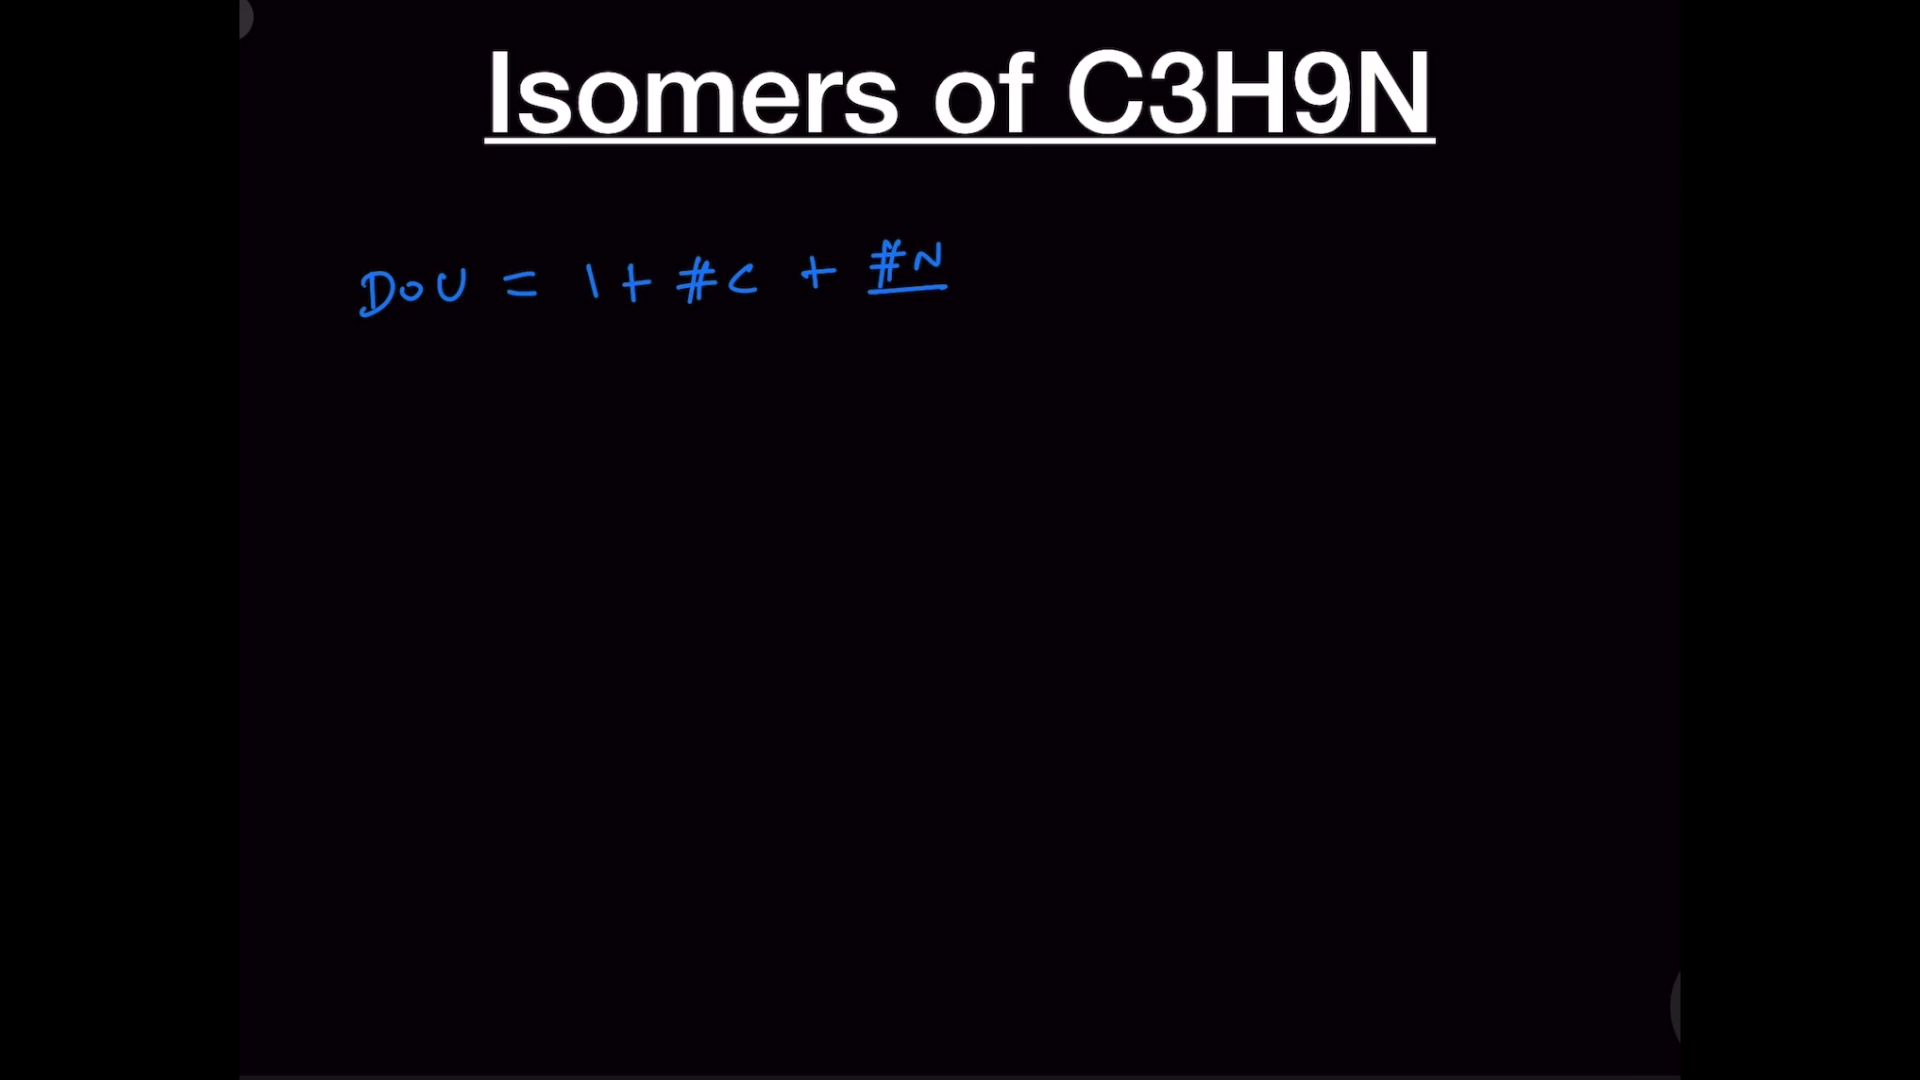 Isomers of C3H9N
DoU = 1 + #C + #N